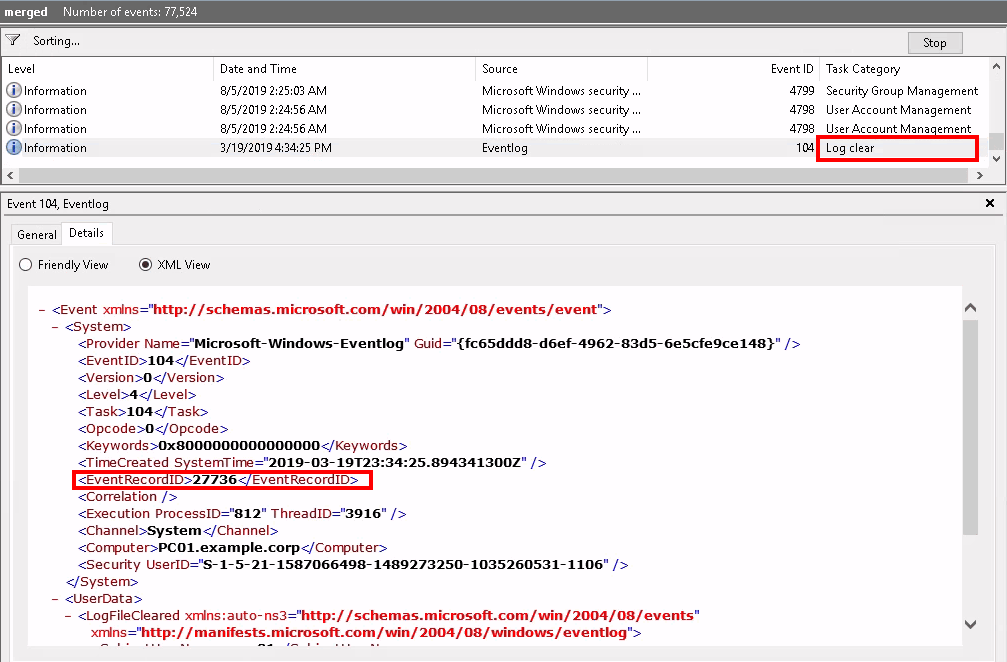 merged Number of events: 77,524
Sorting... Stop
Level Date and Time Source Event ID Task Category
Information 8/5/2019 2:25:03 AM Microsoft Windows security ... 4799 Security Group Management
Information 8/5/2019 2:24:56 AM Microsoft Windows security ... 4798 User Account Management
Information 8/5/2019 2:24:56 AM Microsoft Windows security ... 4798 User Account Management
Information 3/19/2019 4:34:25 PM Eventlog 104 Log clear
Event 104, Eventlog
General Details
Friendly View XML View
- <Event xmlns="http://schemas.microsoft.com/win/2004/08/events/event">
- <System>
<Provider Name="Microsoft-Windows-Eventlog" Guid="{fc65ddd8-d6ef-4962-83d5-6e5cfe9ce148}" />
<EventID>104</EventID>
<Version>0</Version>
<Level>4</Level>
<Task>104</Task>
<Opcode>0</Opcode>
<Keywords>0x8000000000000000</Keywords>
<TimeCreated SystemTime="2019-03-19T23:34:25.894341300Z" />
<EventRecordID>27736</EventRecordID>
<Correlation />
<Execution ProcessID="812" ThreadID="3916" />
<Channel>System</Channel>
<Computer>PC01.example.corp</Computer>
<Security UserID="S-1-5-21-1587066498-1489273250-1035260531-1106" />
</System>
- <UserData>
- <LogFileCleared xmlns:auto-ns3="http://schemas.microsoft.com/win/2004/08/events"
xmlns="http://manifests.microsoft.com/win/2004/08/windows/eventlog">